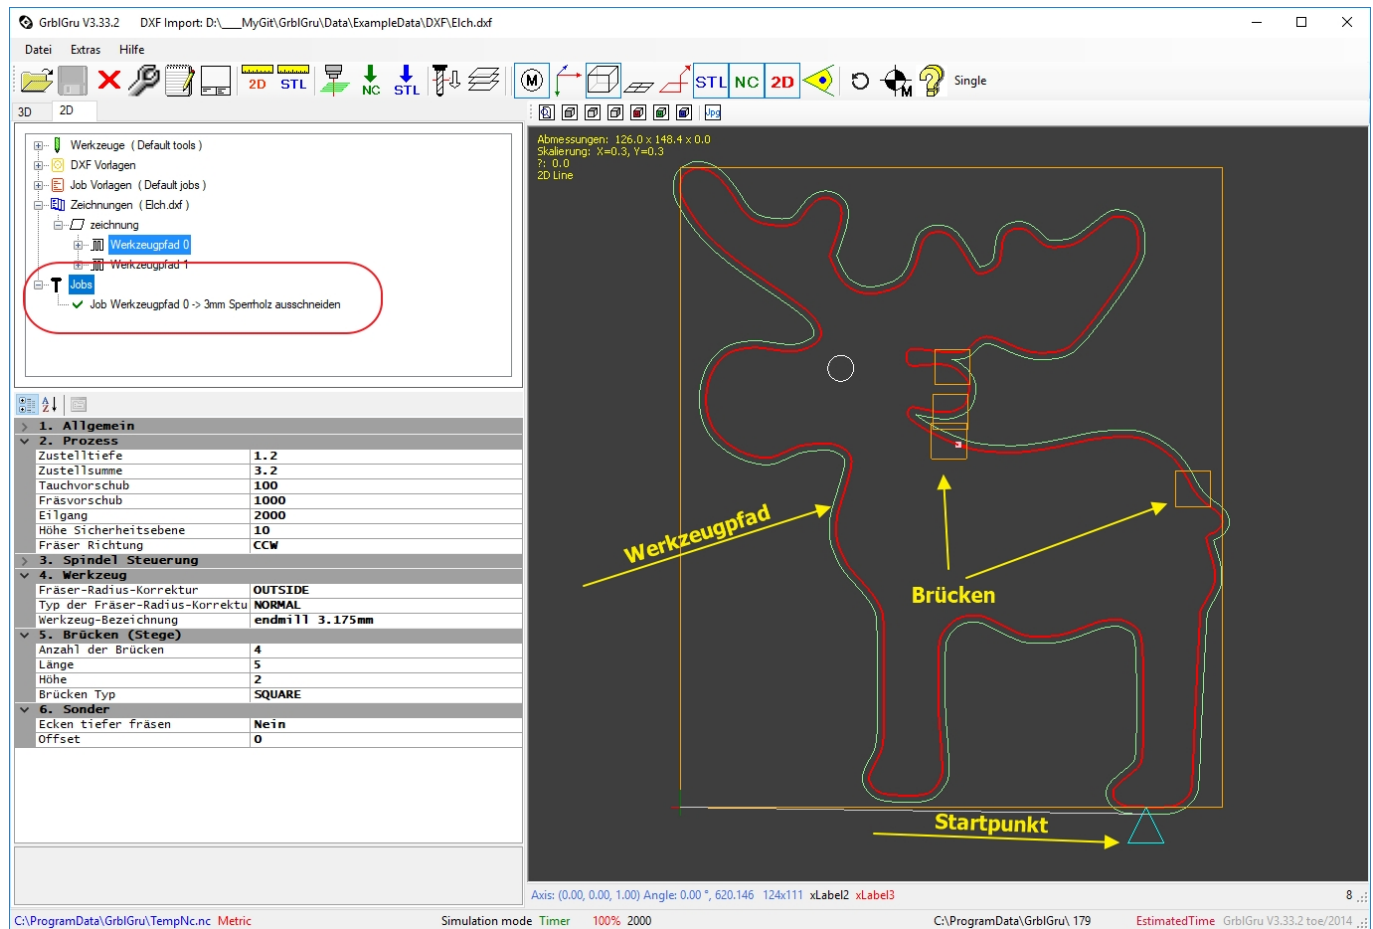 GrblGru V3.33.2 DXF Import: D:\___MyGit\GrblGru\Data\ExampleData\DXF\Elch.dxf
Datei Extras Hilfe
2D STL NC STL M STL NC 2D M Single
3D 2D
Jpg
Werkzeuge ( Default tools )
DXF Vorlagen
Job Vorlagen ( Default jobs )
Zeichnungen ( Elch.dxf )
zeichnung
Werkzeugpfad 0
Werkzeugpfad 1
Jobs
Job Werkzeugpfad 0 -> 3mm Sperrholz ausschneiden
1. Allgemein
2. Prozess
Zustelltiefe 1.2
Zustellsumme 3.2
Tauchvorschub 100
Fräsvorschub 1000
Eilgang 2000
Höhe Sicherheitsebene 10
Fräser Richtung CCW
3. Spindel Steuerung
4. Werkzeug
Fräser-Radius-Korrektur OUTSIDE
Typ der Fräser-Radius-Korrektu NORMAL
Werkzeug-Bezeichnung endmill 3.175mm
5. Brücken (Stege)
Anzahl der Brücken 4
Länge 5
Höhe 2
Brücken Typ SQUARE
6. Sonder
Ecken tiefer fräsen Nein
Offset 0
Abmessungen: 126.0 x 148.4 x 0.0
Skalierung: X=0.3, Y=0.3
?: 0.0
2D Line
Werkzeugpfad
Brücken
Startpunkt
Axis: (0.00, 0.00, 1.00) Angle: 0.00 °, 620.146 124x111 xLabel2 xLabel3 8
C:\ProgramData\GrblGru\TempNc.nc Metric Simulation mode Timer 100% 2000 C:\ProgramData\GrblGru\ 179 EstimatedTime GrblGru V3.33.2 toe/2014